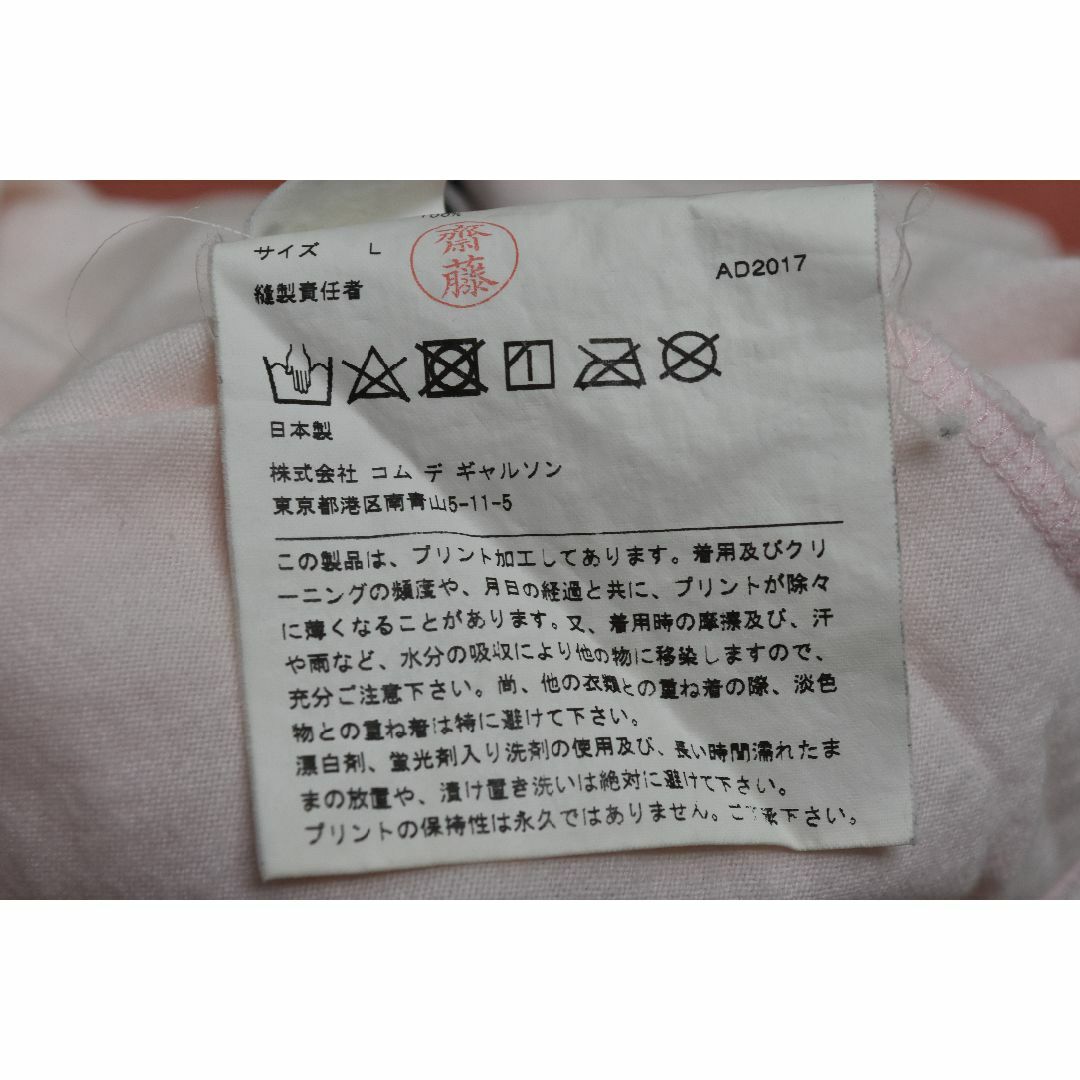 100%
サイズ L
齋藤
縫製責任者
AD2017
日本製
株式会社 コム デ ギャルソン
東京都港区南青山5-11-5
この製品は、プリント加工してあります。着用及びクリ
ーニングの頻度や、月日の経過と共に、プリントが除々
に薄くなることがあります。又、着用時の摩擦及び、汗
や雨など、水分の吸収により他の物に移染しますので、
充分ご注意下さい。尚、他の衣類との重ね着の際、淡色
物との重ね着は特に避けて下さい。
漂白剤、蛍光剤入り洗剤の使用及び、長い時間濡れたま
まの放置や、漬け置き洗いは絶対に避けて下さい。
プリントの保持性は永久ではありません。ご了承下さい。